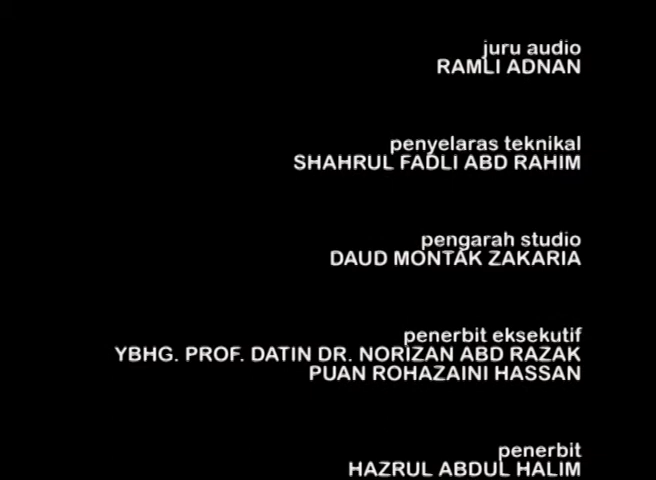 juru audio
RAMLI ADNAN
penyelaras teknikal
SHAHRUL FADLI ABD RAHIM
pengarah studio
DAUD MONTAK ZAKARIA
penerbit eksekutif
YBHG. PROF. DATIN DR. NORIZAN ABD RAZAK
PUAN ROHAZAINI HASSAN
penerbit
HAZRUL ABDUL HALIM